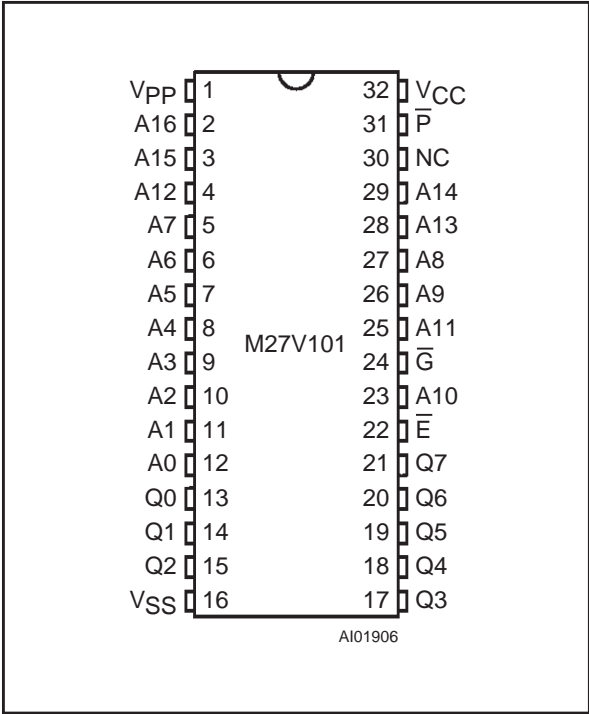 VPP 1 32 VCC
A16 2 31 P̅
A15 3 30 NC
A12 4 29 A14
A7 5 28 A13
A6 6 27 A8
A5 7 26 A9
A4 8 25 A11
M27V101
A3 9 24 G̅
A2 10 23 A10
A1 11 22 E̅
A0 12 21 Q7
Q0 13 20 Q6
Q1 14 19 Q5
Q2 15 18 Q4
VSS 16 17 Q3
AI01906